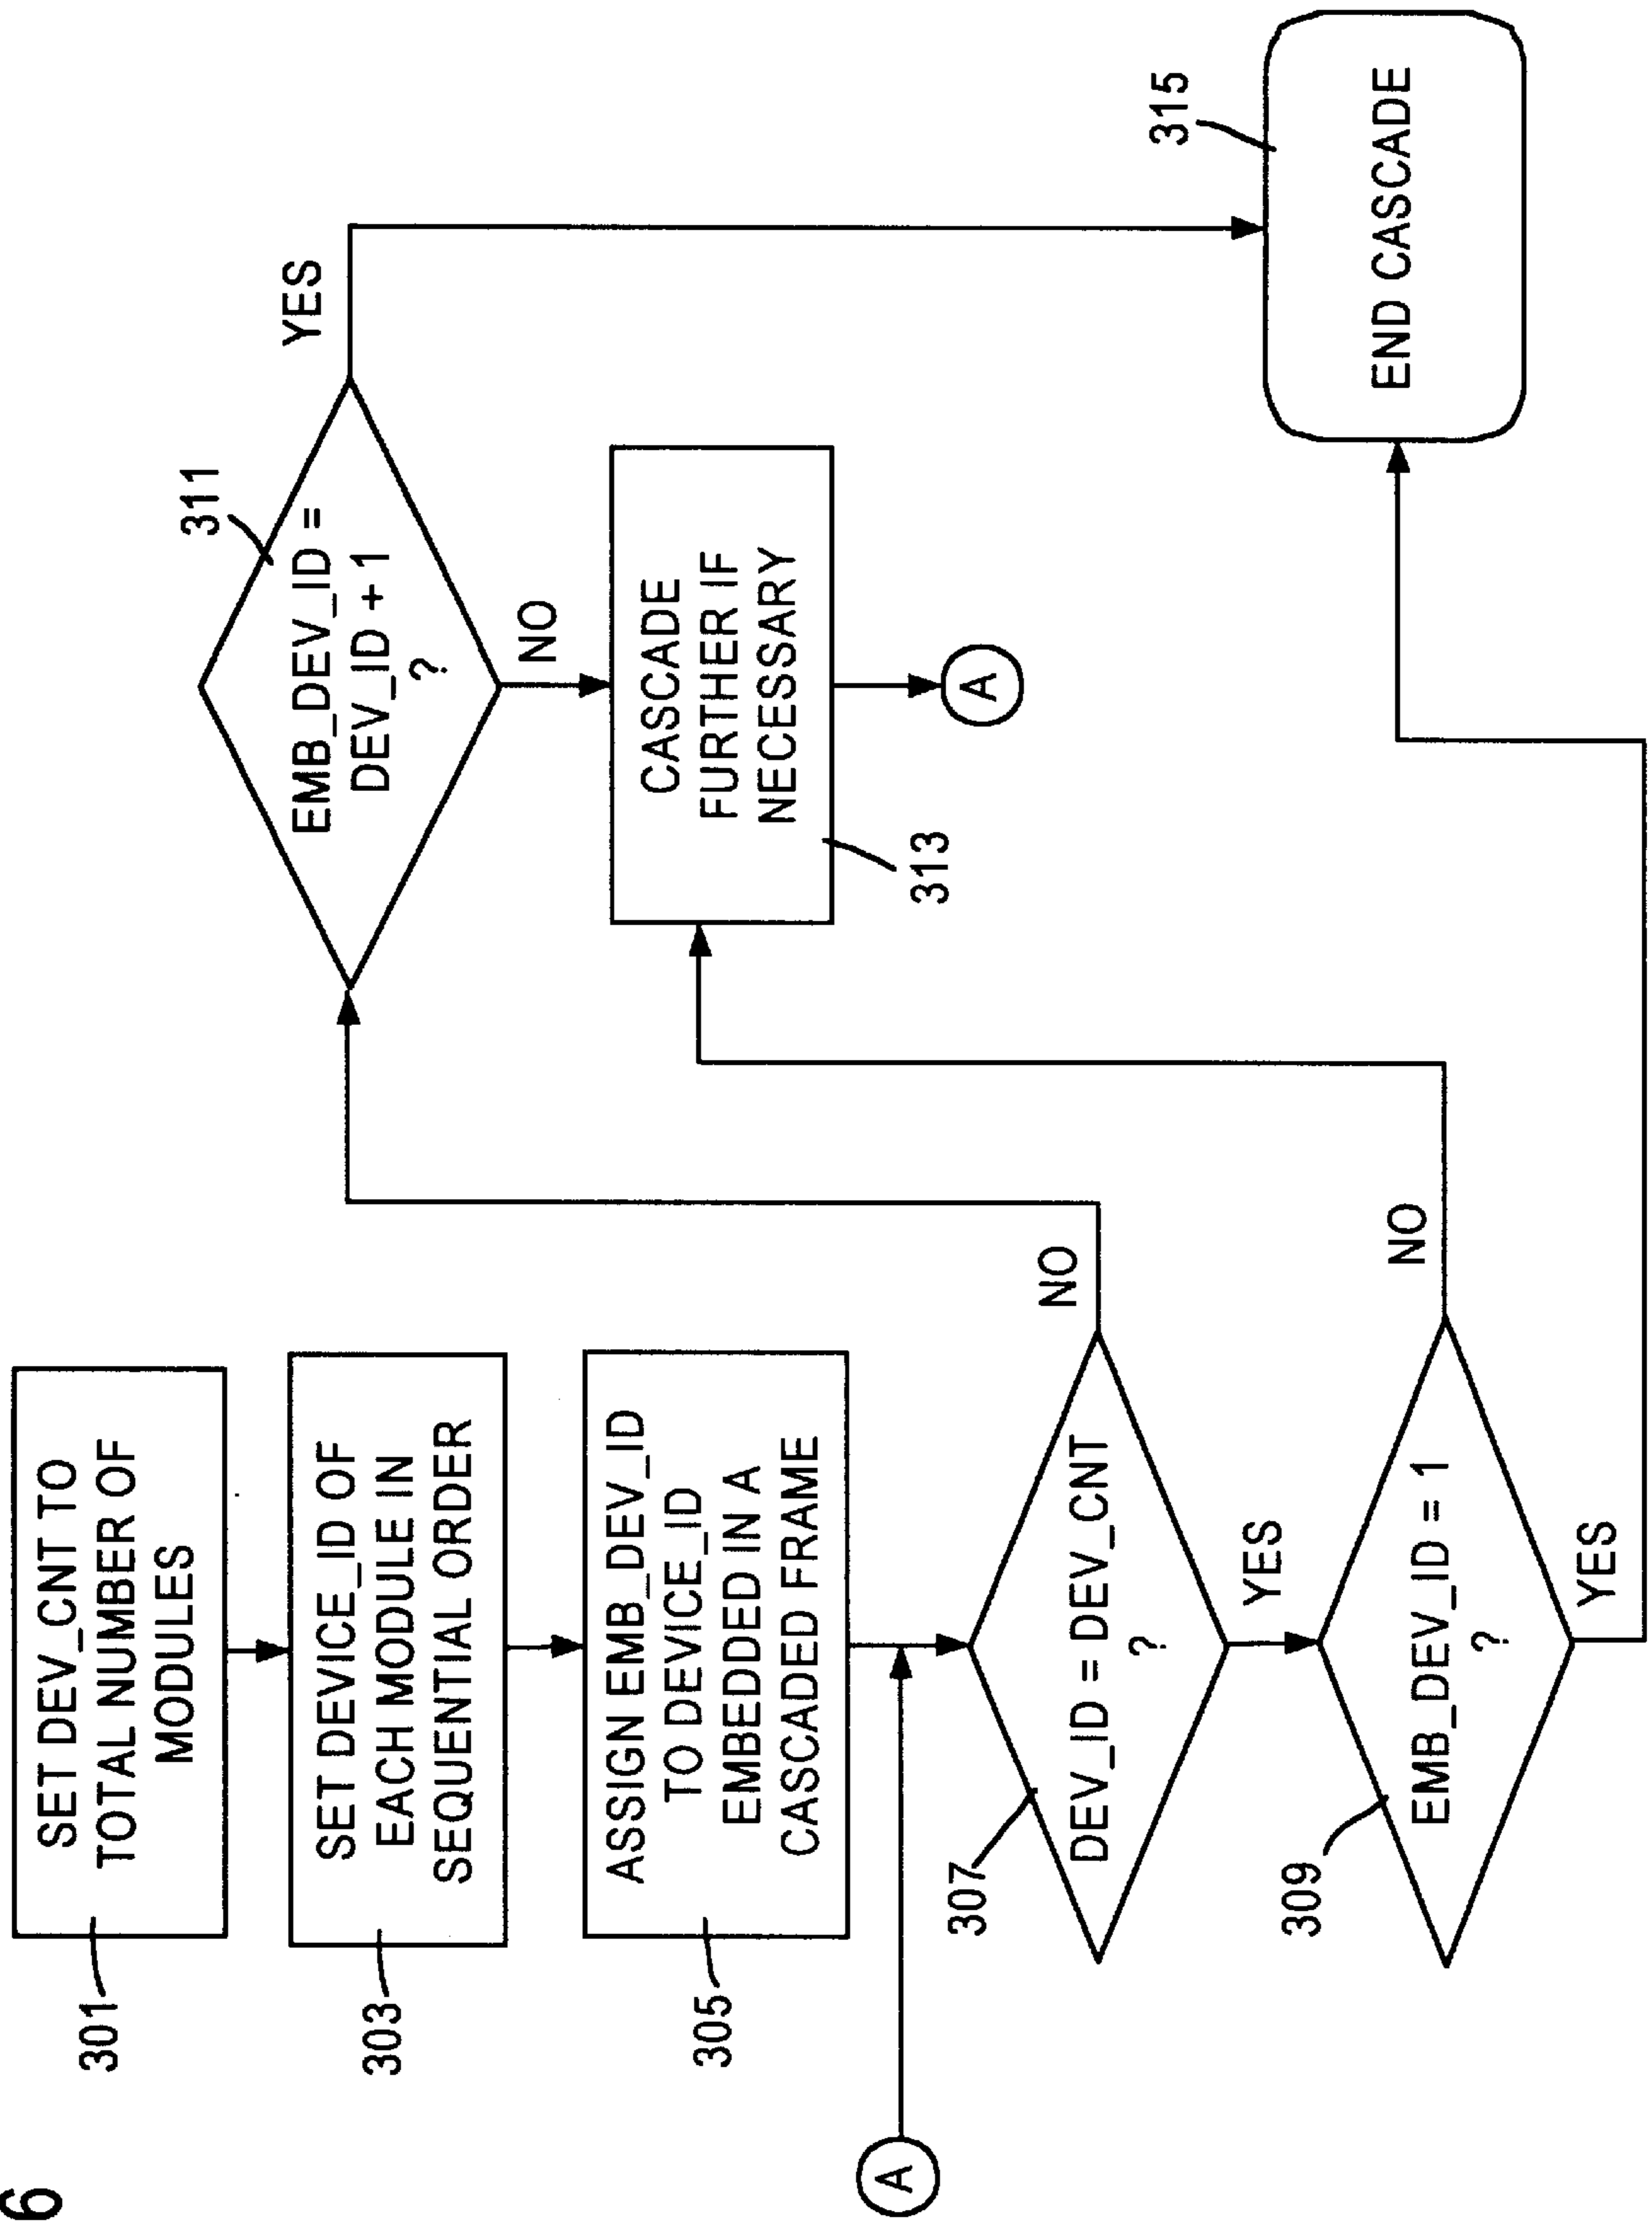 6
301
SET DEV_CNT TO
TOTAL NUMBER OF
MODULES
303
SET DEVICE_ID OF
EACH MODULE IN
SEQUENTIAL ORDER
305
ASSIGN EMB_DEV_ID
TO DEVICE_ID
EMBEDDED IN A
CASCADED FRAME
A
307
DEV_ID = DEV_CNT
?
NO
YES
309
EMB_DEV_ID = 1
?
NO
YES
311
EMB_DEV_ID =
DEV_ID + 1
?
YES
NO
CASCADE
FURTHER IF
NECESSARY
313
A
315
END CASCADE